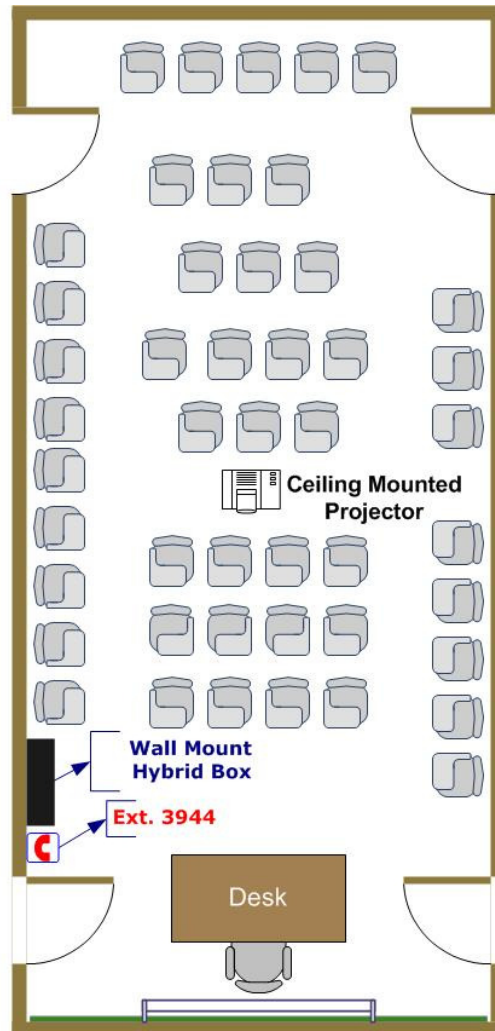 Ceiling Mounted
Projector
Wall Mount
Hybrid Box
Ext. 3944
Desk